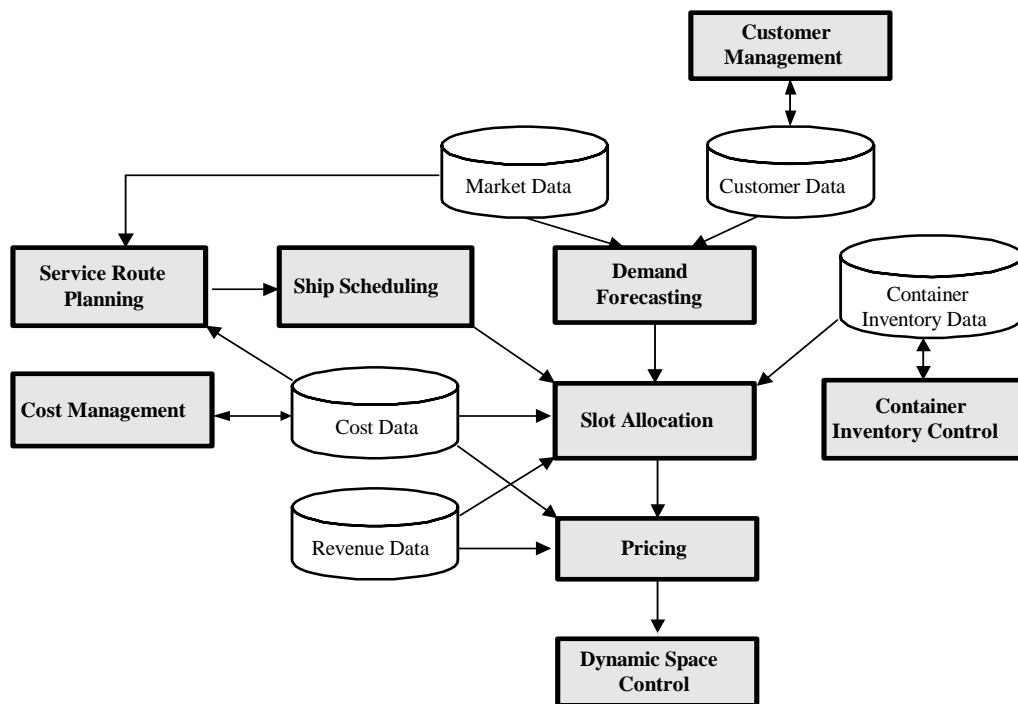 Customer
Management
Market Data
Customer Data
Service Route
Planning
Ship Scheduling
Demand
Forecasting
Container
Inventory Data
Cost Management
Cost Data
Slot Allocation
Container
Inventory Control
Revenue Data
Pricing
Dynamic Space
Control